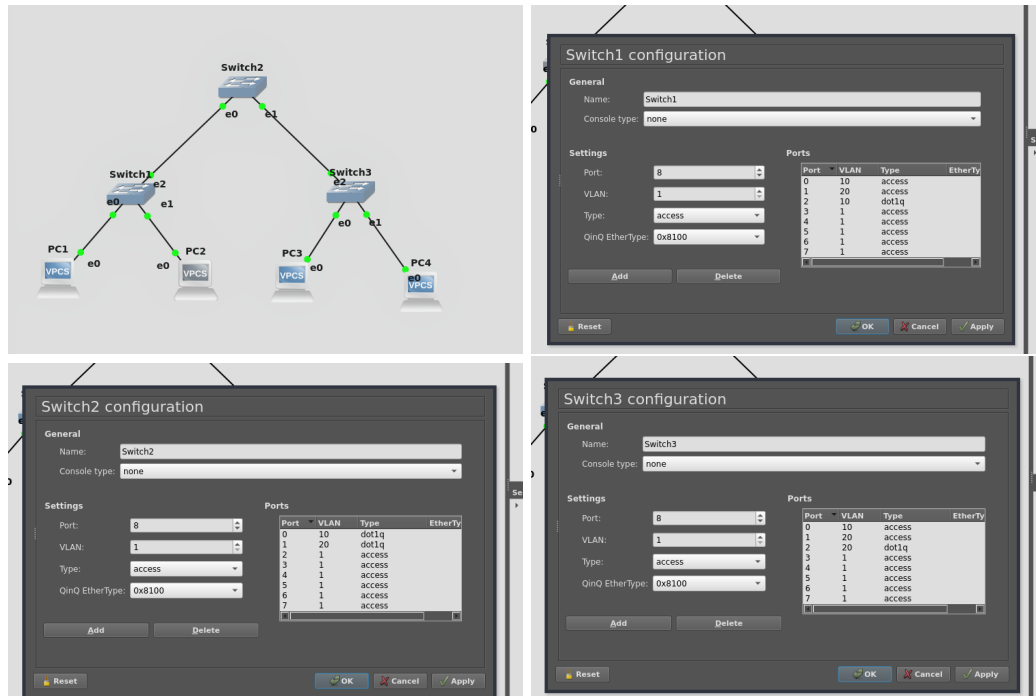 Switch2
e0
e1
Switch1
e2
e0
e1
Switch3
e2
e0
e1
PC1
e0
VPCS
PC2
e0
VPCS
PC3
e0
VPCS
PC4
e0
VPCS
Switch1 configuration
General
Name: Switch1
Console type: none
Settings
Port: 8
VLAN: 1
Type: access
QinQ EtherType: 0x8100
Add Delete
Ports
Port VLAN Type EtherTy
0 10 access
1 20 access
2 10 dot1q
3 1 access
4 1 access
5 1 access
6 1 access
7 1 access
Reset OK Cancel Apply
Switch2 configuration
General
Name: Switch2
Console type: none
Settings
Port: 8
VLAN: 1
Type: access
QinQ EtherType: 0x8100
Add Delete
Ports
Port VLAN Type EtherTy
0 10 dot1q
1 20 dot1q
2 1 access
3 1 access
4 1 access
5 1 access
6 1 access
7 1 access
Reset OK Cancel Apply
Se
Switch3 configuration
General
Name: Switch3
Console type: none
Settings
Port: 8
VLAN: 1
Type: access
QinQ EtherType: 0x8100
Add Delete
Ports
Port VLAN Type EtherTy
0 10 access
1 20 access
2 20 dot1q
3 1 access
4 1 access
5 1 access
6 1 access
7 1 access
Reset OK Cancel Apply